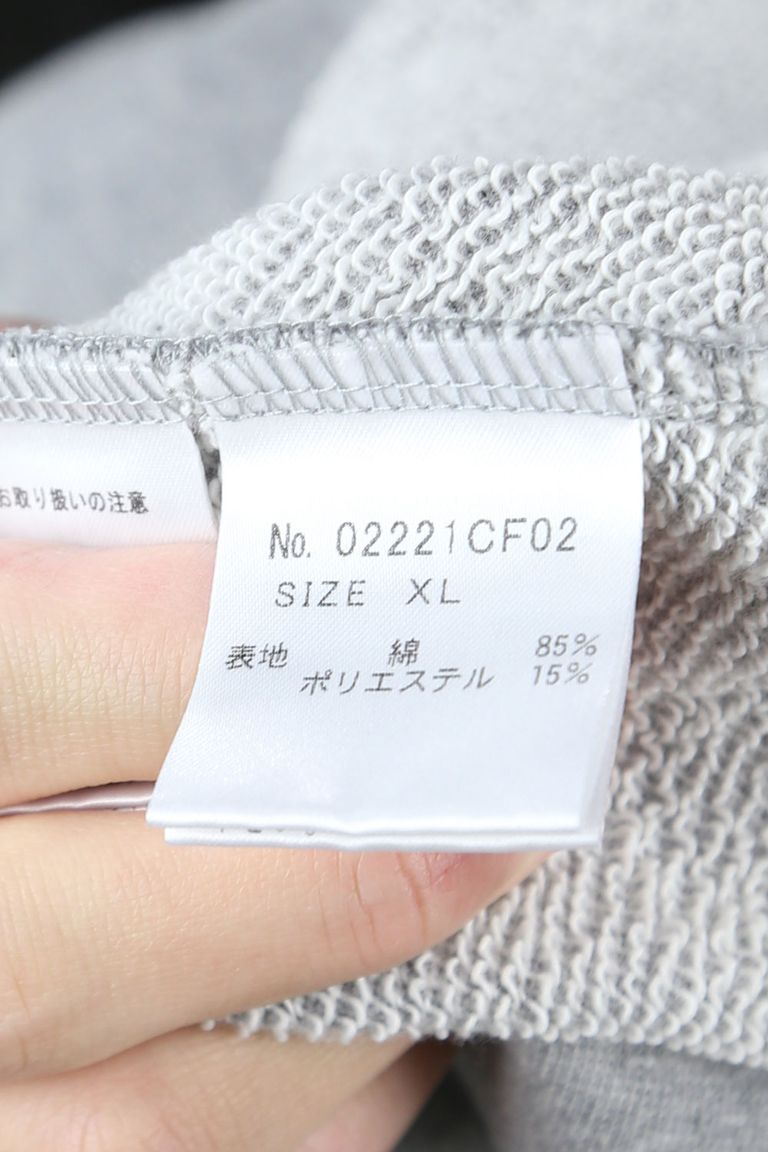 お取り扱いの注意
No. 02221CF02
SIZE XL
表地 綿 85%
ポリエステル 15%